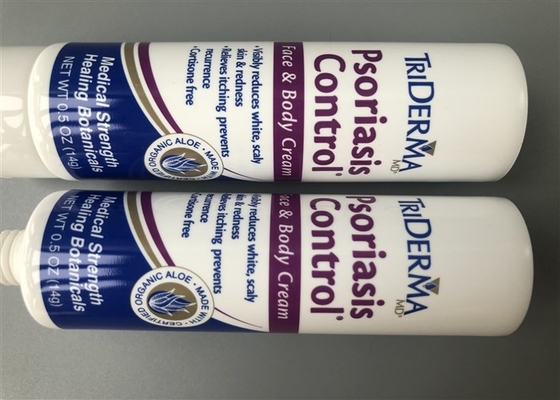 TRIDERMA
MD®
Psoriasis
Control®
Face & Body Cream
• Visibly reduces white, scaly
skin & redness
• Relieves itching prevents
recurrence
• Cortisone free
MADE WITH • CERTIFIED ORGANIC ALOE •
Medical Strength
Healing Botanicals
NET WT 0.5 OZ (14g)
TRIDERMA
MD®
Psoriasis
Control®
Face & Body Cream
Visibly reduces white, scaly
skin & redness
Relieves itching prevents
recurrence
Cortisone free
MADE WITH • CERTIFIED ORGANIC ALOE •
Medical Strength
Healing Botanicals
NET WT 0.5 OZ (14g)